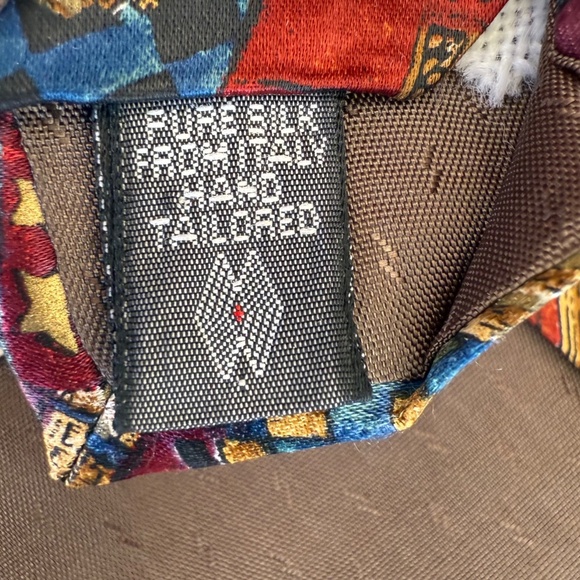 PURE SILK
FROM ITALY
HAND
TAILORED